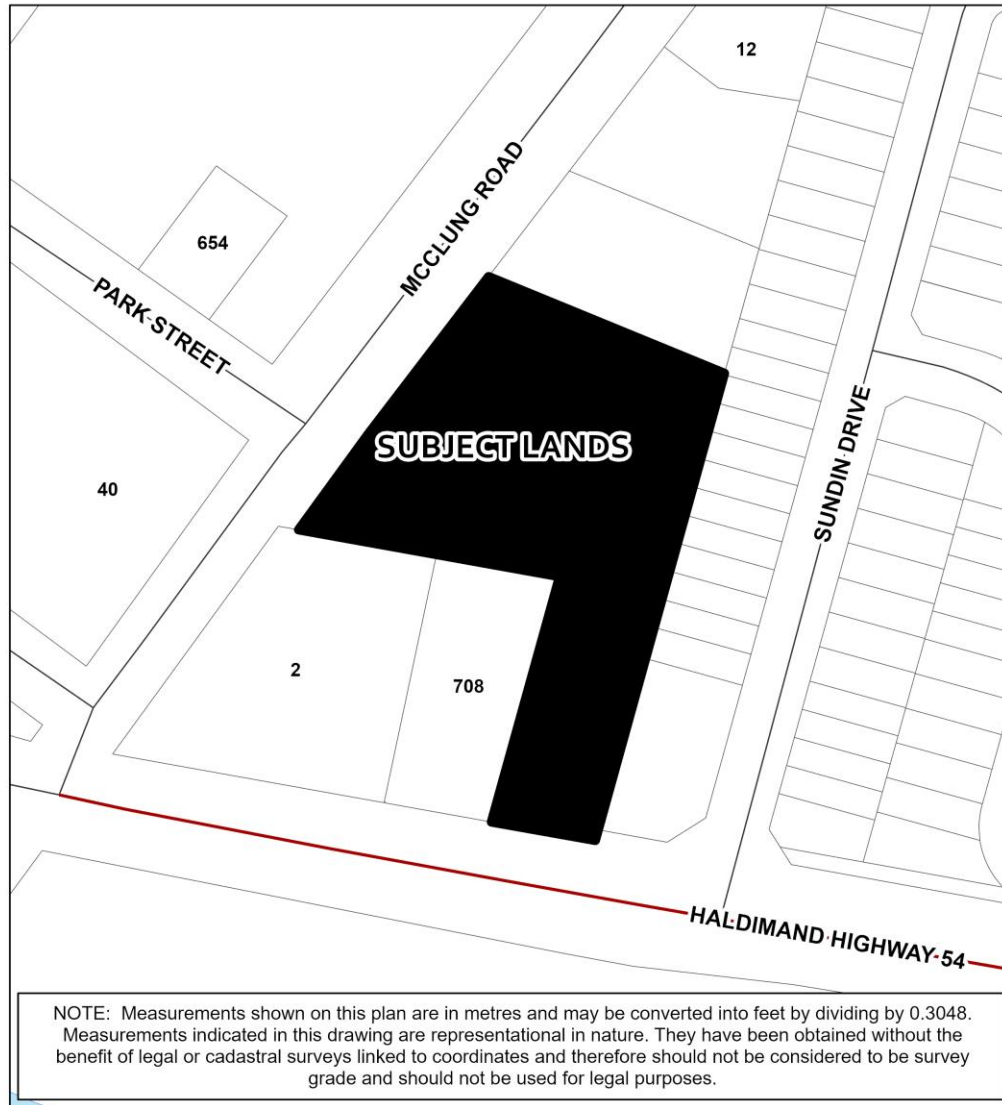 12
MCCLUNG ROAD
654
PARK STREET
SUBJECT LANDS
SUNDIN DRIVE
40
2
708
HALDIMAND HIGHWAY 54
NOTE: Measurements shown on this plan are in metres and may be converted into feet by dividing by 0.3048.
Measurements indicated in this drawing are representational in nature. They have been obtained without the
benefit of legal or cadastral surveys linked to coordinates and therefore should not be considered to be survey
grade and should not be used for legal purposes.